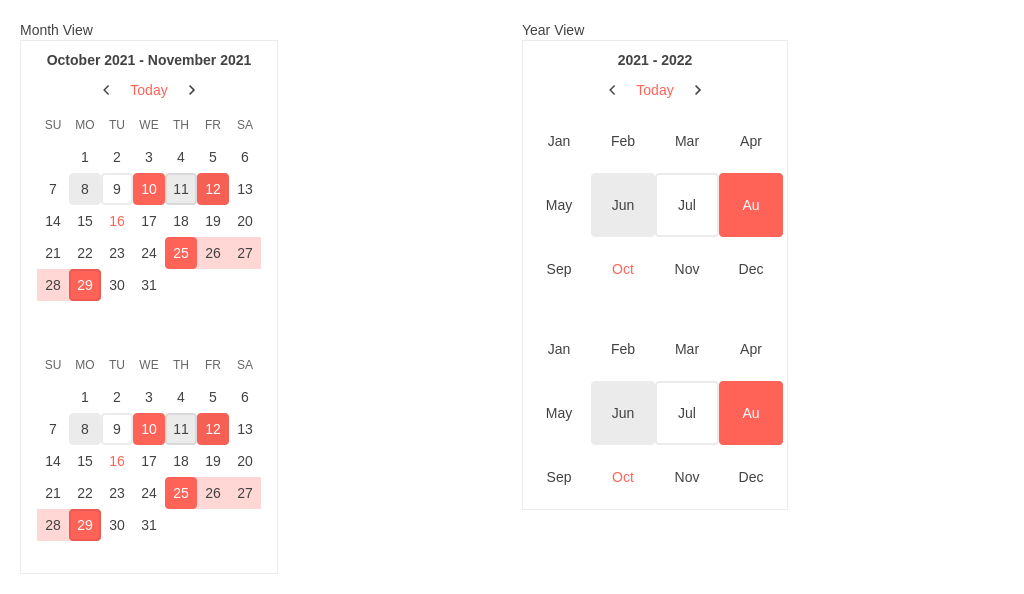 Month View
October 2021 - November 2021
Today
SU MO TU WE TH FR SA
1 2 3 4 5 6
7 8 9 10 11 12 13
14 15 16 17 18 19 20
21 22 23 24 25 26 27
28 29 30 31
SU MO TU WE TH FR SA
1 2 3 4 5 6
7 8 9 10 11 12 13
14 15 16 17 18 19 20
21 22 23 24 25 26 27
28 29 30 31
Year View
2021 - 2022
Today
Jan Feb Mar Apr
May Jun Jul Au
Sep Oct Nov Dec
Jan Feb Mar Apr
May Jun Jul Au
Sep Oct Nov Dec